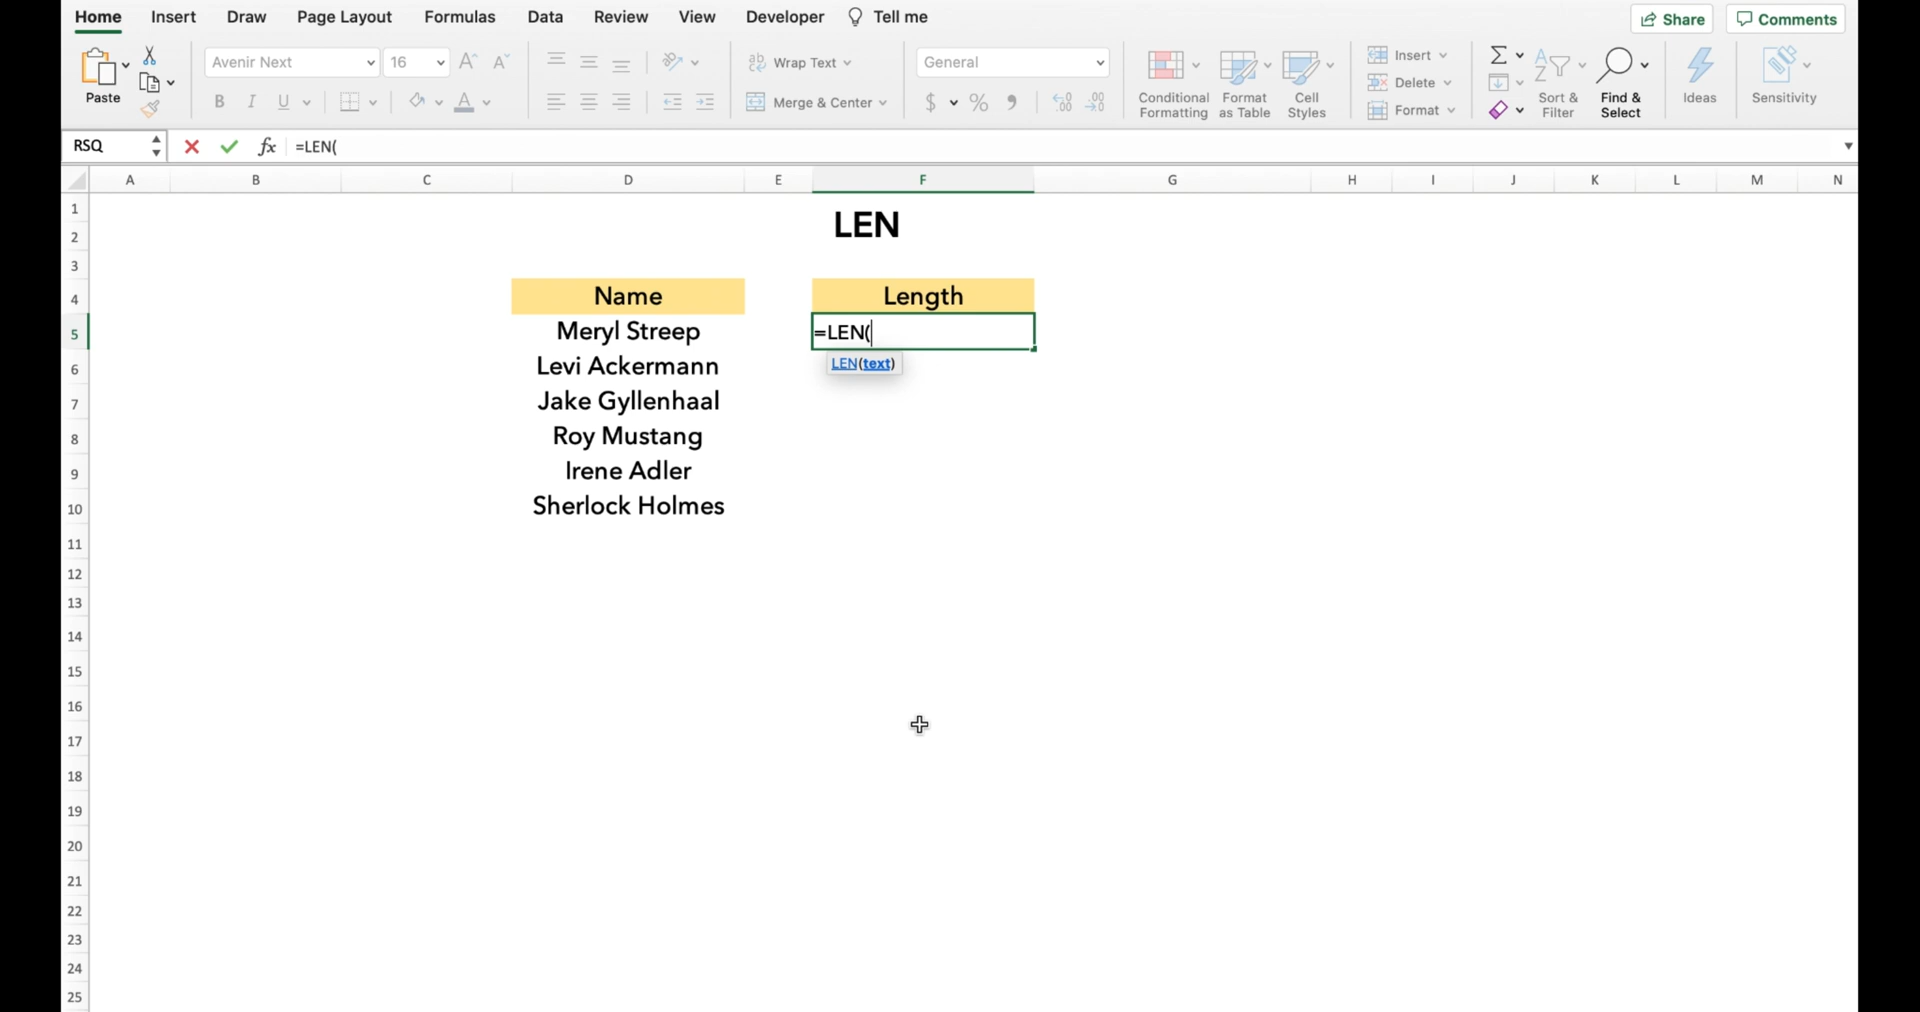 Home Insert Draw Page Layout Formulas Data Review View Developer Tell me Share Comments
Paste Avenir Next 16 Wrap Text General Insert
B I U Merge & Center $ % Conditional Formatting Format as Table Cell Styles Delete Format Sort & Filter Find & Select Ideas Sensitivity
RSQ fx =LEN(
A B C D E F G H I J K L M N
1
LEN
2
3
4 Name Length
5 Meryl Streep =LEN(
6 Levi Ackermann LEN(text)
7 Jake Gyllenhaal
8 Roy Mustang
9 Irene Adler
10 Sherlock Holmes
11
12
13
14
15
16
17
18
19
20
21
22
23
24
25